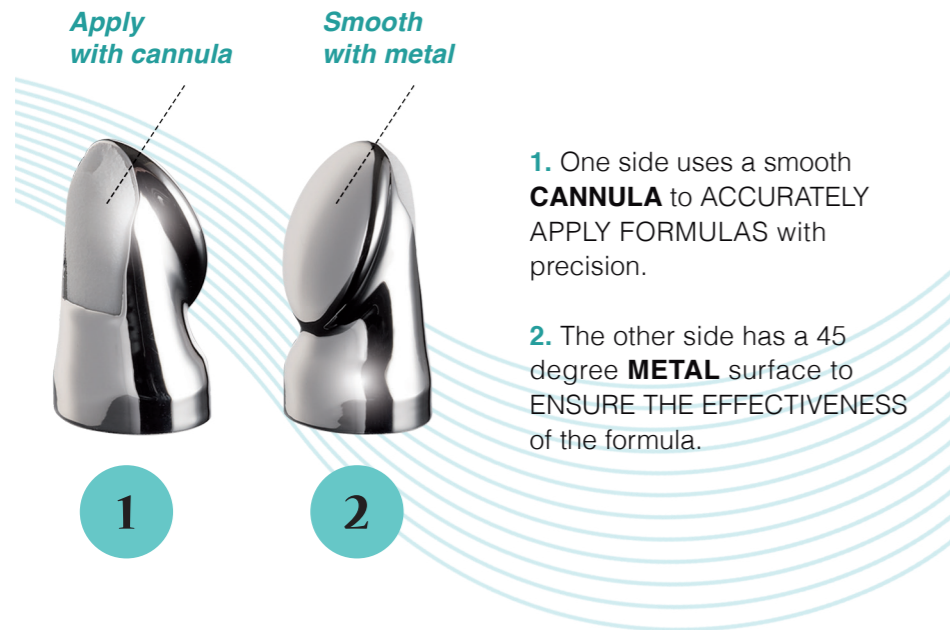 Apply
with cannula
Smooth
with metal
1. One side uses a smooth
CANNULA to ACCURATELY
APPLY FORMULAS with
precision.
2. The other side has a 45
degree METAL surface to
ENSURE THE EFFECTIVENESS
of the formula.
1
2